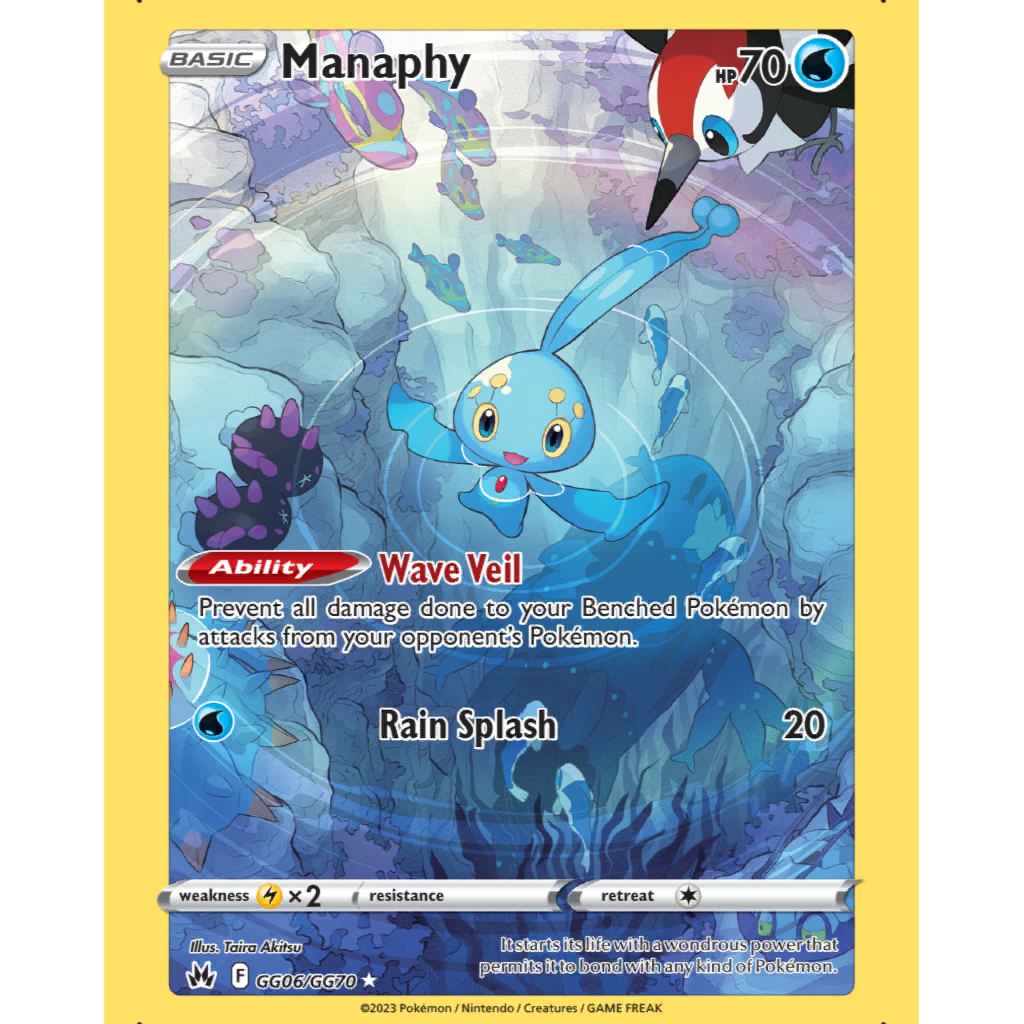 BASIC Manaphy HP 70
Ability Wave Veil
Prevent all damage done to your Benched Pokémon by
attacks from your opponent's Pokémon.
Rain Splash 20
weakness ×2 resistance retreat
Illus. Taira Akitsu
It starts its life with a wondrous power that
permits it to bond with any kind of Pokémon.
F GG06/GG70
©2023 Pokémon / Nintendo / Creatures / GAME FREAK